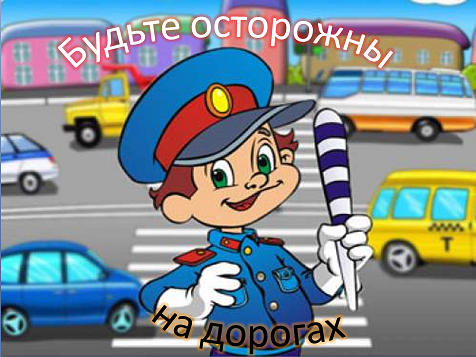 Будьте осторожны
на дорогах
Т